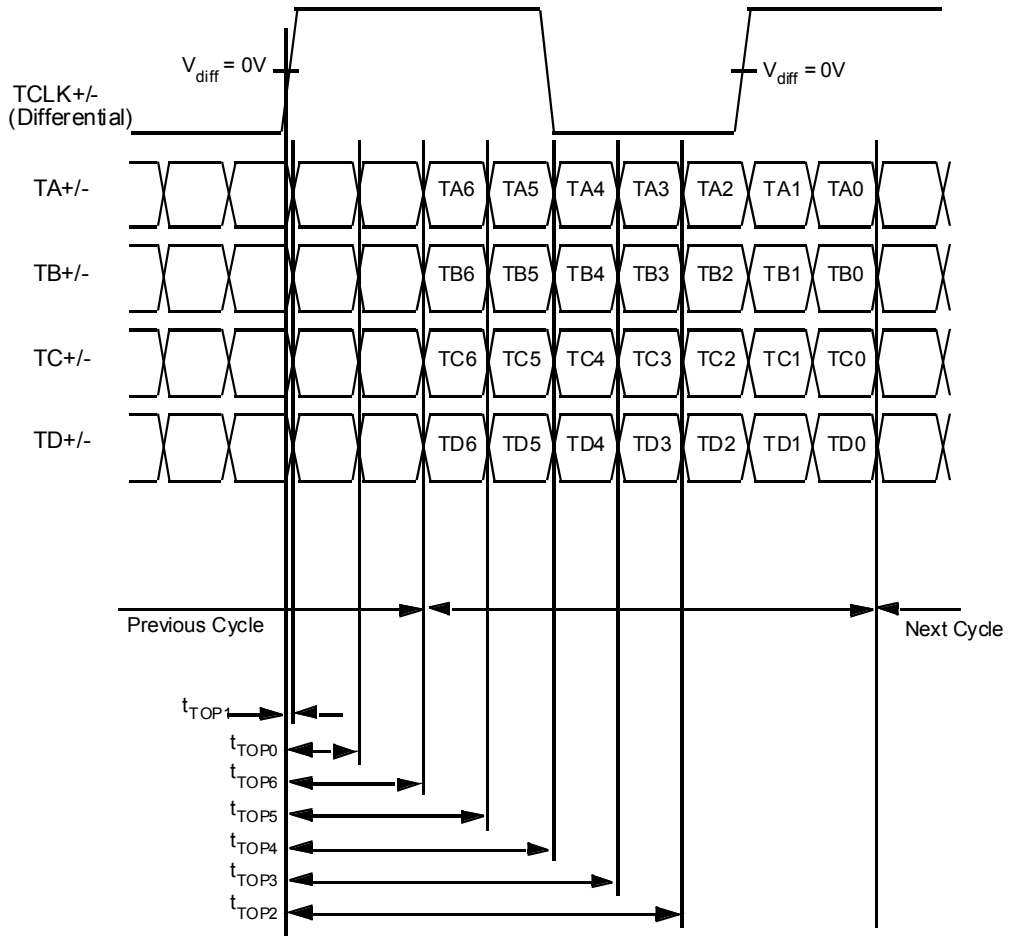 V_diff = 0V
V_diff = 0V
TCLK+/-
(Differential)
TA+/-
TA6 TA5 TA4 TA3 TA2 TA1 TA0
TB+/-
TB6 TB5 TB4 TB3 TB2 TB1 TB0
TC+/-
TC6 TC5 TC4 TC3 TC2 TC1 TC0
TD+/-
TD6 TD5 TD4 TD3 TD2 TD1 TD0
Previous Cycle
Next Cycle
t_TOP1
t_TOP0
t_TOP6
t_TOP5
t_TOP4
t_TOP3
t_TOP2